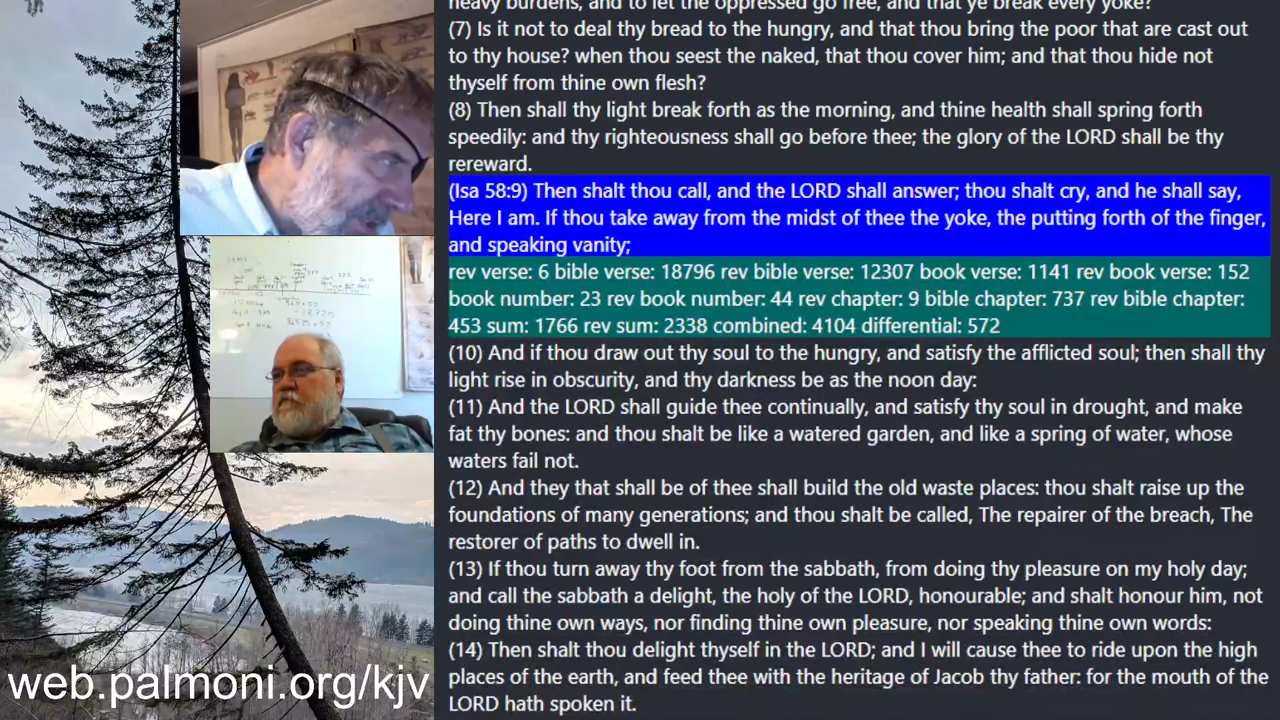 heavy burdens, and to let the oppressed go free, and that ye break every yoke?
(7) Is it not to deal thy bread to the hungry, and that thou bring the poor that are cast out
to thy house? when thou seest the naked, that thou cover him; and that thou hide not
thyself from thine own flesh?
(8) Then shall thy light break forth as the morning, and thine health shall spring forth
speedily: and thy righteousness shall go before thee; the glory of the LORD shall be thy
rereward.
(Isa 58:9) Then shalt thou call, and the LORD shall answer; thou shalt cry, and he shall say,
Here I am. If thou take away from the midst of thee the yoke, the putting forth of the finger,
and speaking vanity;
rev verse: 6 bible verse: 18796 rev bible verse: 12307 book verse: 1141 rev book verse: 152
book number: 23 rev book number: 44 rev chapter: 9 bible chapter: 737 rev bible chapter:
453 sum: 1766 rev sum: 2338 combined: 4104 differential: 572
(10) And if thou draw out thy soul to the hungry, and satisfy the afflicted soul; then shall thy
light rise in obscurity, and thy darkness be as the noon day:
(11) And the LORD shall guide thee continually, and satisfy thy soul in drought, and make
fat thy bones: and thou shalt be like a watered garden, and like a spring of water, whose
waters fail not.
(12) And they that shall be of thee shall build the old waste places: thou shalt raise up the
foundations of many generations; and thou shalt be called, The repairer of the breach, The
restorer of paths to dwell in.
(13) If thou turn away thy foot from the sabbath, from doing thy pleasure on my holy day;
and call the sabbath a delight, the holy of the LORD, honourable; and shalt honour him, not
doing thine own ways, nor finding thine own pleasure, nor speaking thine own words:
(14) Then shalt thou delight thyself in the LORD; and I will cause thee to ride upon the high
places of the earth, and feed thee with the heritage of Jacob thy father: for the mouth of the
LORD hath spoken it.
web.palmoni.org/kjv